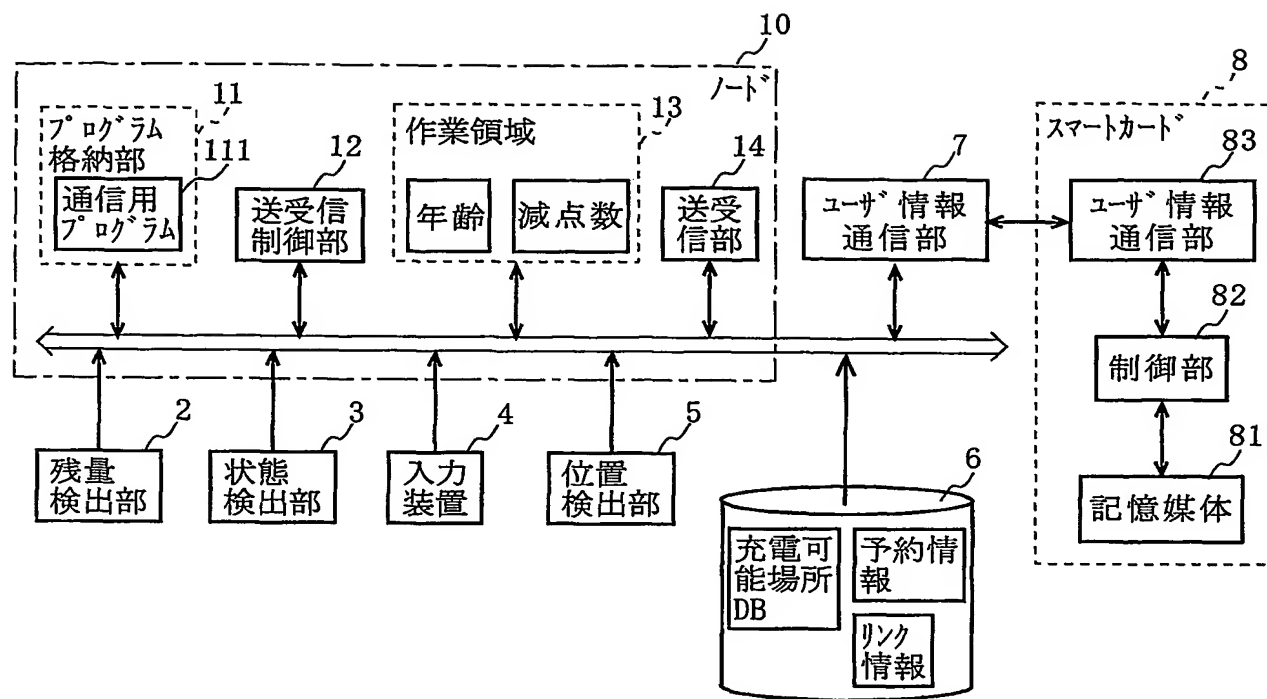 10
ノード
11
プログラム
格納部
111
通信用
プログラム
12
送受信
制御部
作業領域
13
年齢
減点数
14
送受
信部
7
ユーザ情報
通信部
8
スマートカード
83
ユーザ情報
通信部
82
制御部
81
記憶媒体
2
残量
検出部
3
状態
検出部
4
入力
装置
5
位置
検出部
6
充電可
能場所
DB
予約情
報
リンク
情報